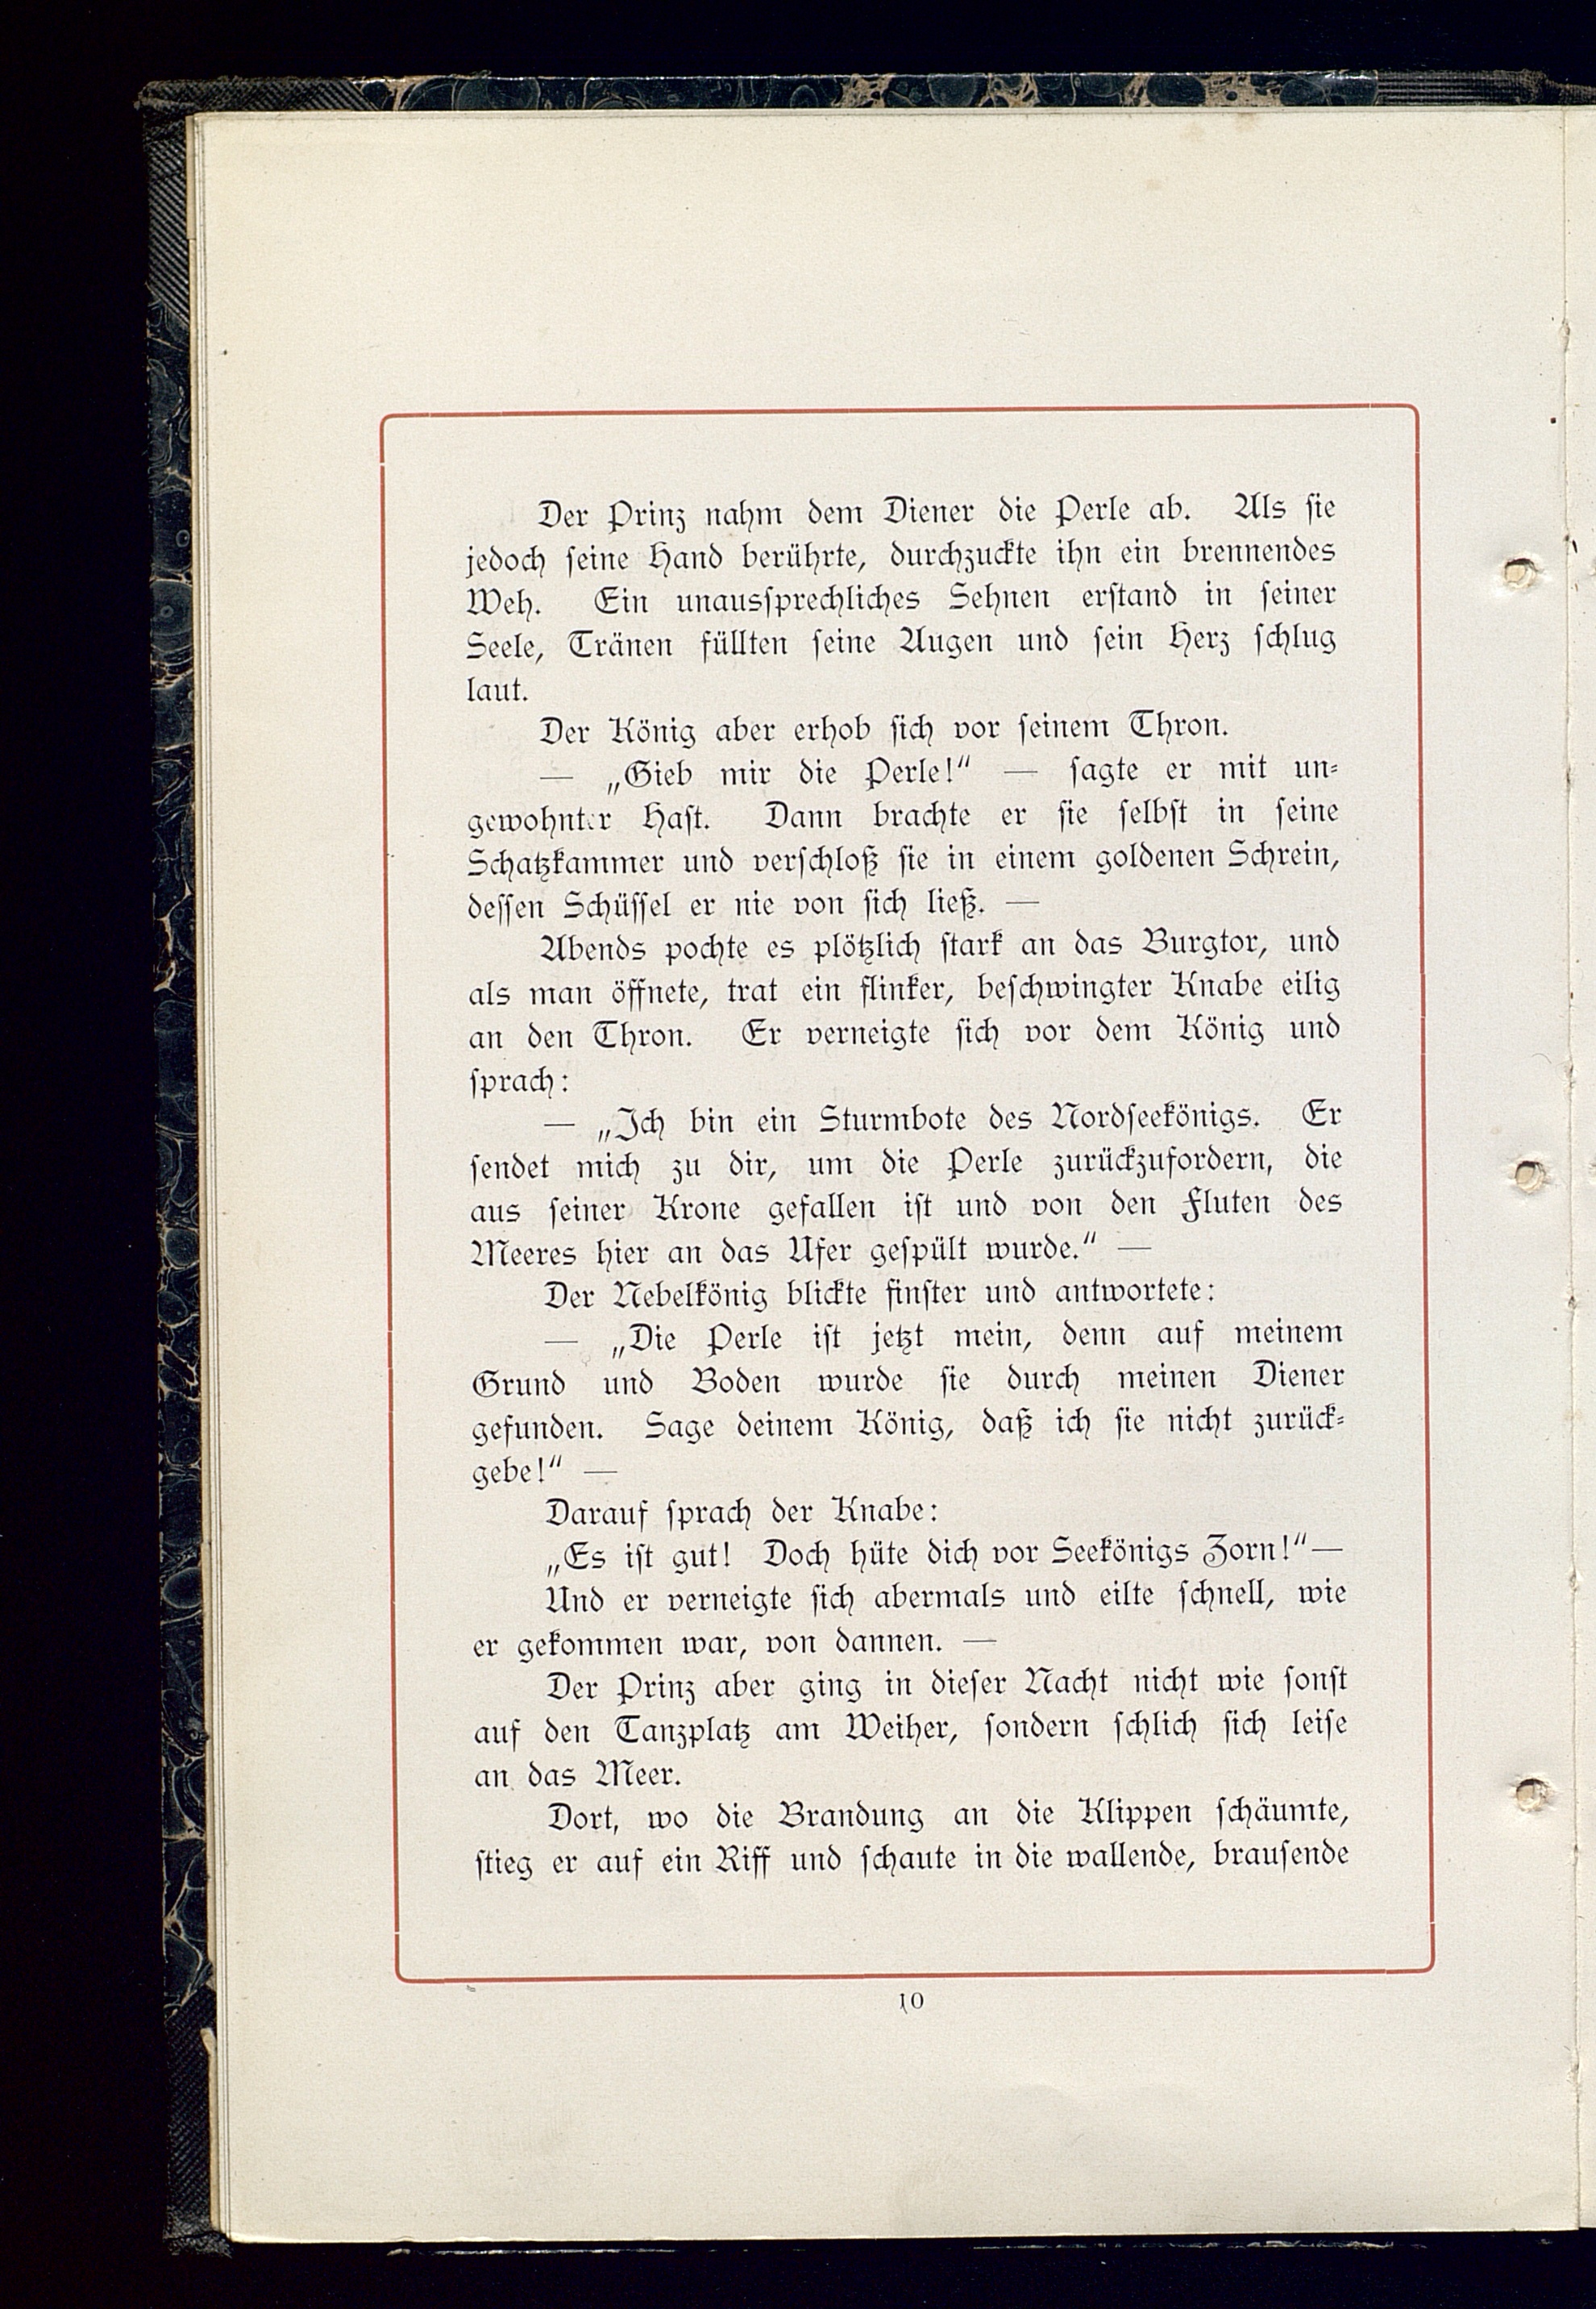 Der Prinz nahm dem Diener die Perle ab. Als ſie
jedoch ſeine Hand berührte, durchzuckte ihn ein brennendes
Weh. Ein unausſprechliches Sehnen erſtand in ſeiner
Seele, Tränen füllten ſeine Augen und ſein Herz ſchlug
laut.
Der König aber erhob ſich vor ſeinem Thron.
— „Gieb mir die Perle!“ — ſagte er mit un⸗
gewohnter Haſt. Dann brachte er ſie ſelbſt in ſeine
Schatzkammer und verſchloß ſie in einem goldenen Schrein,
deſſen Schüſſel er nie von ſich ließ. —
Abends pochte es plötzlich ſtark an das Burgtor, und
als man öffnete, trat ein flinker, beſchwingter Knabe eilig
an den Thron. Er verneigte ſich vor dem König und
ſprach:
— „Ich bin ein Sturmbote des Nordſeekönigs. Er
ſendet mich zu dir, um die Perle zurückzufordern, die
aus ſeiner Krone gefallen iſt und von den Fluten des
Meeres hier an das Ufer geſpült wurde.“ —
Der Nebelkönig blickte finſter und antwortete:
— „Die Perle iſt jetzt mein, denn auf meinem
Grund und Boden wurde ſie durch meinen Diener
gefunden. Sage deinem König, daß ich ſie nicht zurück⸗
gebe!“ —
Darauf ſprach der Knabe:
„Es iſt gut! Doch hüte dich vor Seekönigs Zorn!“—
Und er verneigte ſich abermals und eilte ſchnell, wie
er gekommen war, von dannen. —
Der Prinz aber ging in dieſer Nacht nicht wie ſonſt
auf den Tanzplatz am Weiher, ſondern ſchlich ſich leiſe
an das Meer.
Dort, wo die Brandung an die Klippen ſchäumte,
ſtieg er auf ein Riff und ſchaute in die wallende, brauſende
10